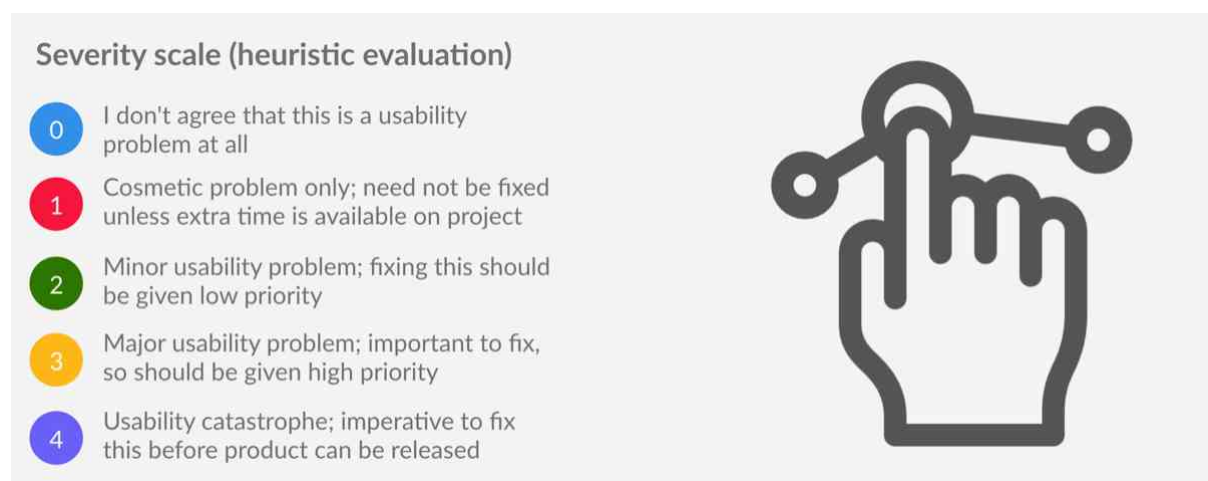 Severity scale (heuristic evaluation)
0
I don't agree that this is a usability
problem at all
1
Cosmetic problem only; need not be fixed
unless extra time is available on project
2
Minor usability problem; fixing this should
be given low priority
3
Major usability problem; important to fix,
so should be given high priority
4
Usability catastrophe; imperative to fix
this before product can be released